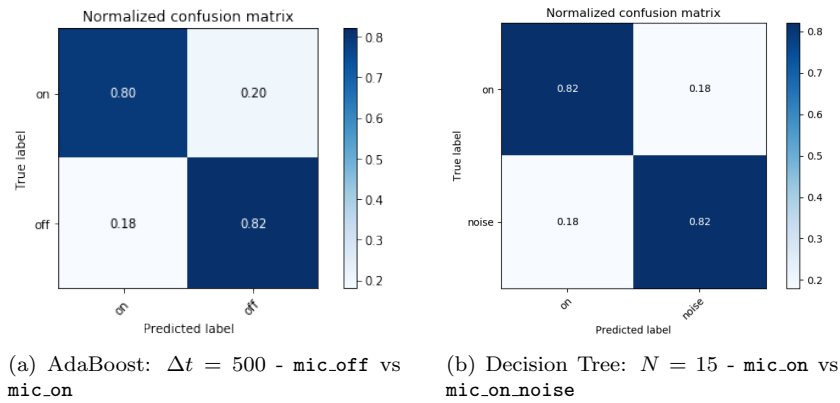 Normalized confusion matrix
on
0.80
0.20
off
0.18
0.82
on
off
True label
Predicted label
0.8
0.7
0.6
0.5
0.4
0.3
0.2
(a) AdaBoost: Δt = 500 - mic_off vs
mic_on
Normalized confusion matrix
on
0.82
0.18
noise
0.18
0.82
on
noise
True label
Predicted label
0.8
0.7
0.6
0.5
0.4
0.3
0.2
(b) Decision Tree: N = 15 - mic_on vs
mic_on_noise